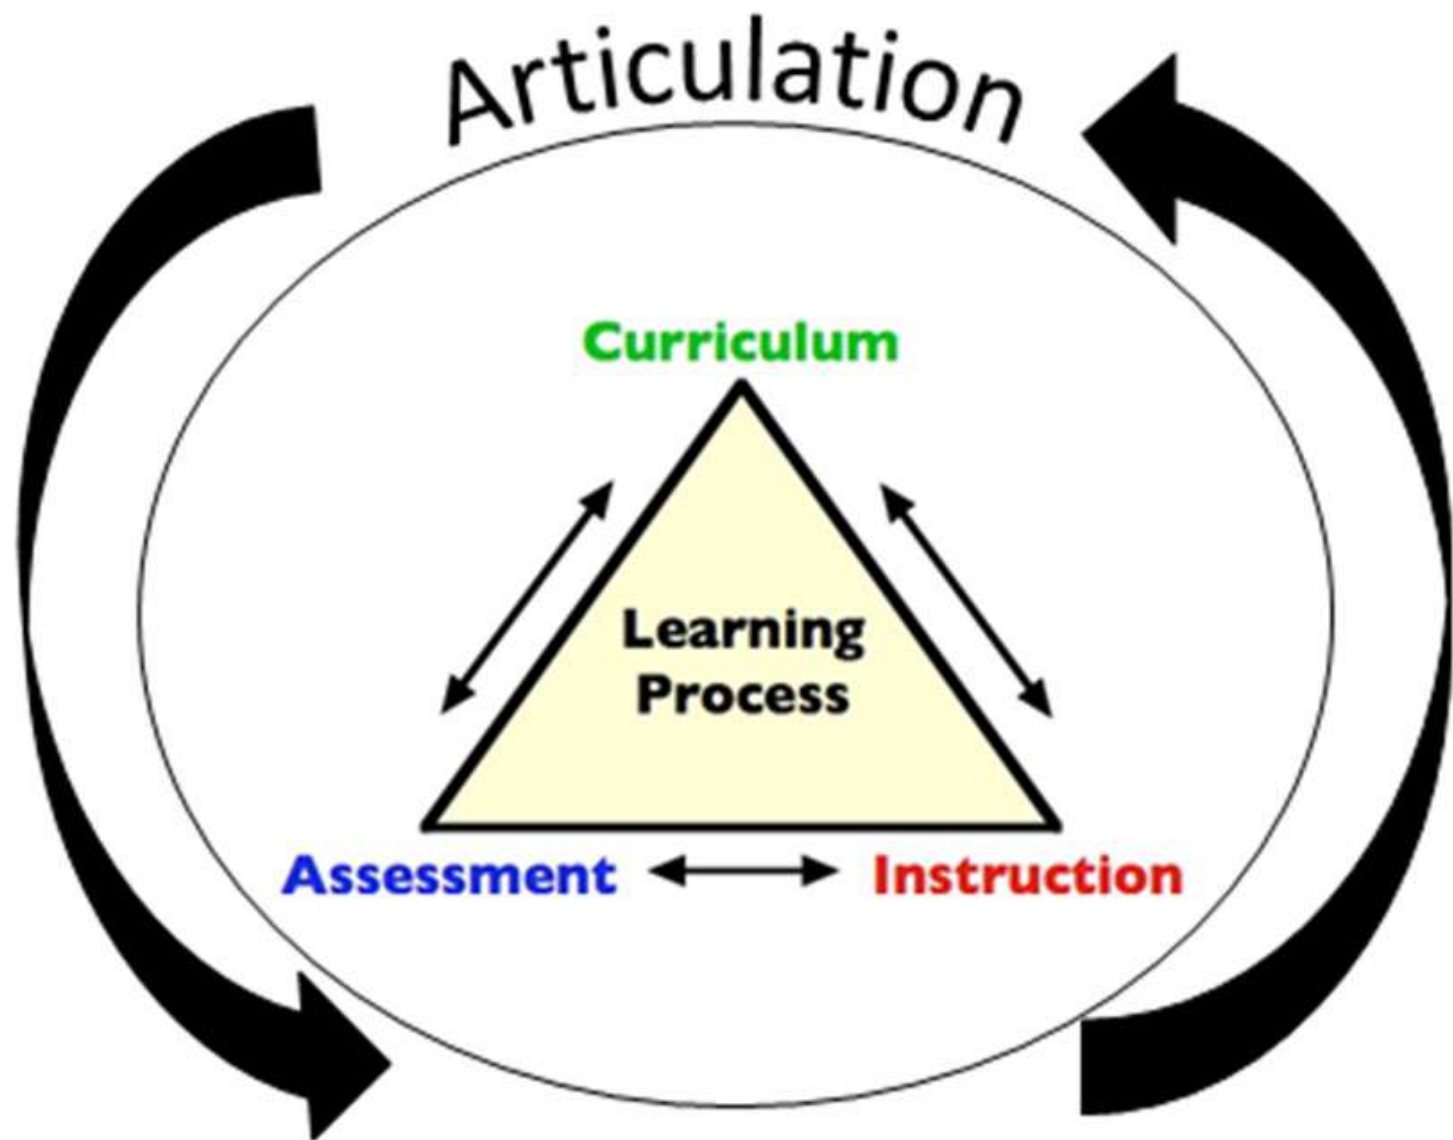 Articulation
Curriculum
Learning
Process
Assessment
Instruction